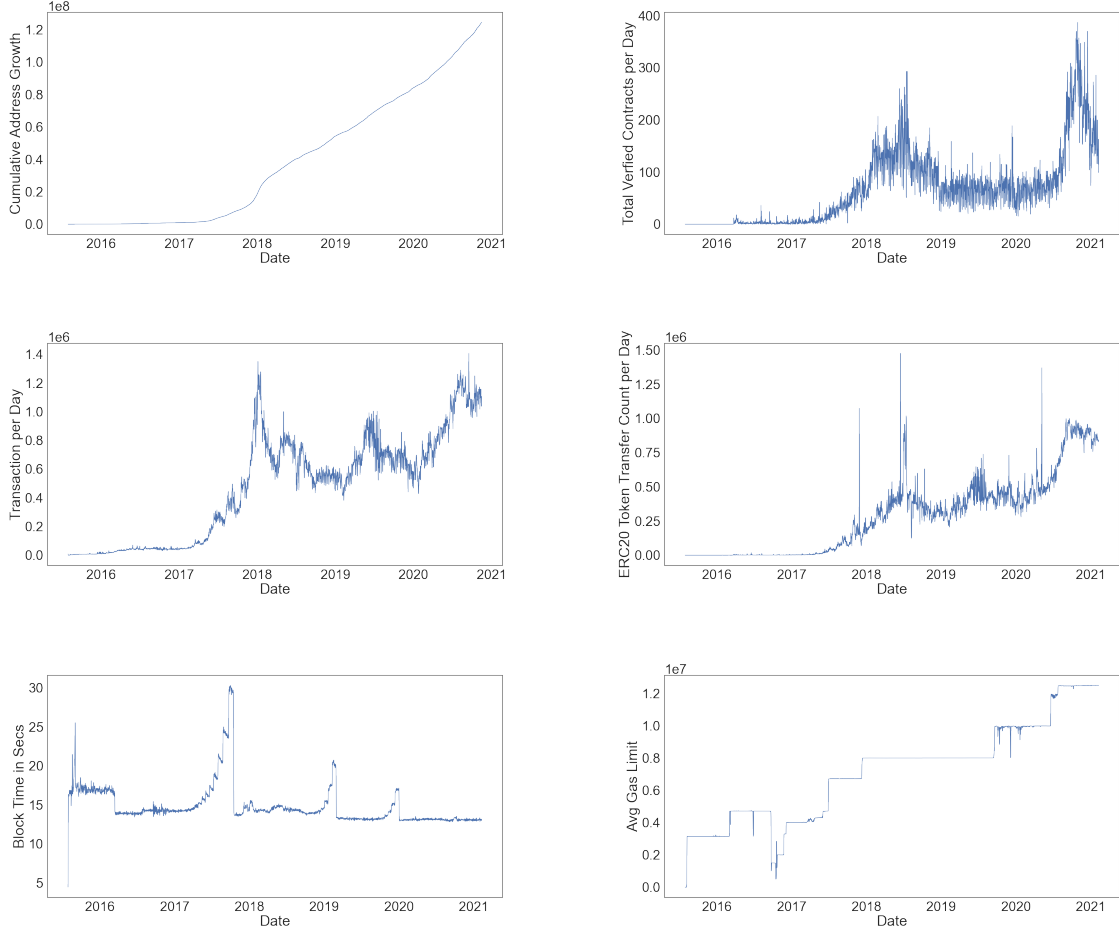 1e8
Cumulative Address Growth
1.2
1.0
0.8
0.6
0.4
0.2
0.0
2016 2017 2018 2019 2020 2021
Date
Total Verfied Contracts per Day
400
300
200
100
0
2016 2017 2018 2019 2020 2021
Date
1e6
Transaction per Day
1.4
1.2
1.0
0.8
0.6
0.4
0.2
0.0
2016 2017 2018 2019 2020 2021
Date
1e6
ERC20 Token Transfer Count per Day
1.50
1.25
1.00
0.75
0.50
0.25
0.00
2016 2017 2018 2019 2020 2021
Date
Block Time in Secs
30
25
20
15
10
5
2016 2017 2018 2019 2020 2021
Date
1e7
Avg Gas Limit
1.2
1.0
0.8
0.6
0.4
0.2
0.0
2016 2017 2018 2019 2020 2021
Date